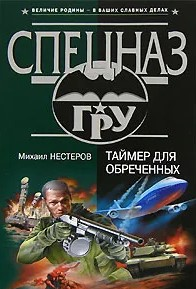 ВЕЛИЧИЕ РОДИНЫ – В ВАШИХ СЛАВНЫХ ДЕЛАХ
СПЕЦНАЗ
ГРУ
Михаил НЕСТЕРОВ
ТАЙМЕР ДЛЯ
ОБРЕЧЕННЫХ